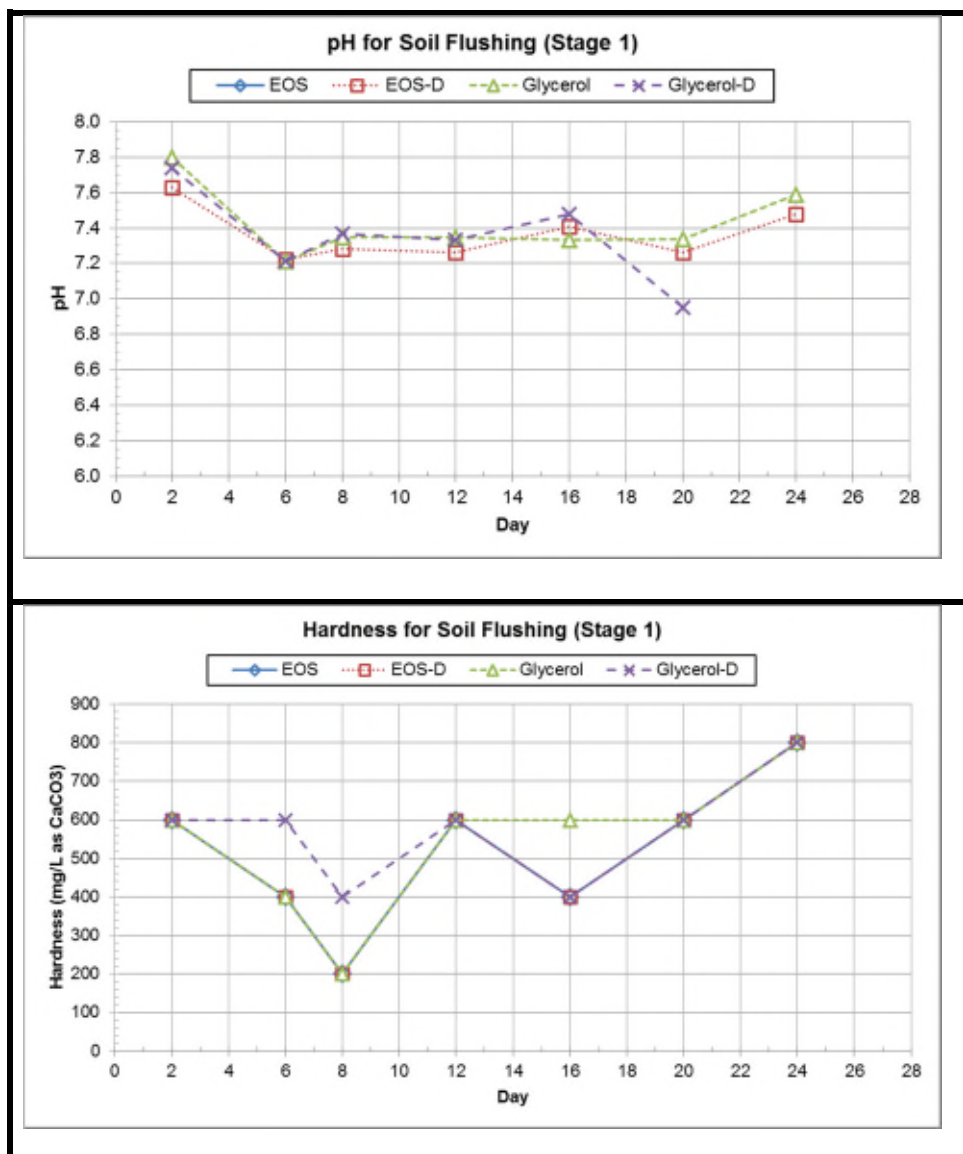 pH for Soil Flushing (Stage 1)
EOS EOS-D Glycerol Glycerol-D
8.0
7.8
7.6
7.4
7.2
7.0
6.8
6.6
6.4
6.2
6.0
pH
0 2 4 6 8 10 12 14 16 18 20 22 24 26 28
Day
Hardness for Soil Flushing (Stage 1)
EOS EOS-D Glycerol Glycerol-D
900
800
700
600
500
400
300
200
100
0
Hardness (mg/L as CaCO3)
0 2 4 6 8 10 12 14 16 18 20 22 24 26 28
Day